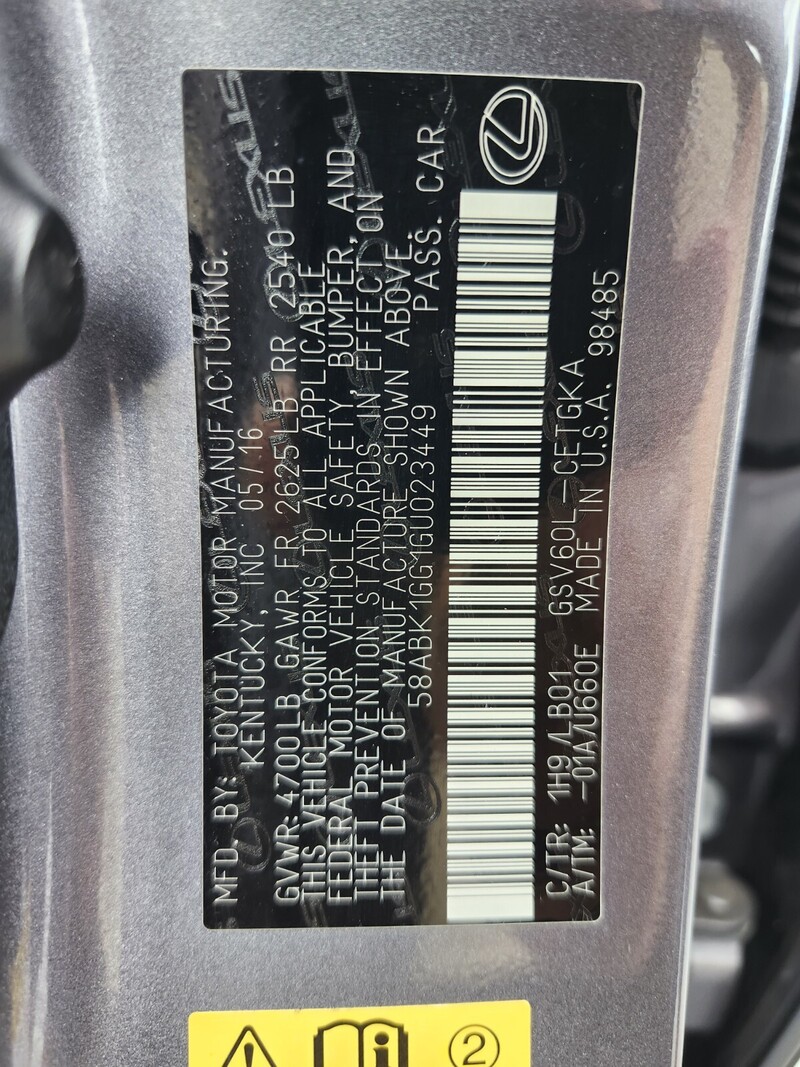 MFD. BY: TOYOTA MOTOR MANUFACTURING.
KENTUCKY, INC 05/16
GVWR: 4700LB GAWR FR 2625LB RR 2540 LB
THIS VEHICLE CONFORMS TO ALL APPLICABLE
FEDERAL MOTOR VEHICLE SAFETY, BUMPER, AND
THEFT PREVENTION STANDARDS IN EFFECT ON
THE DATE OF MANUFACTURE SHOWN ABOVE.
58ABK1GG1GU023449 PASS. CAR
C/TR: 1H9/LB01 GSV60L-CETGKA
A/TM: -01A/U660E MADE IN U.S.A. 98485
2